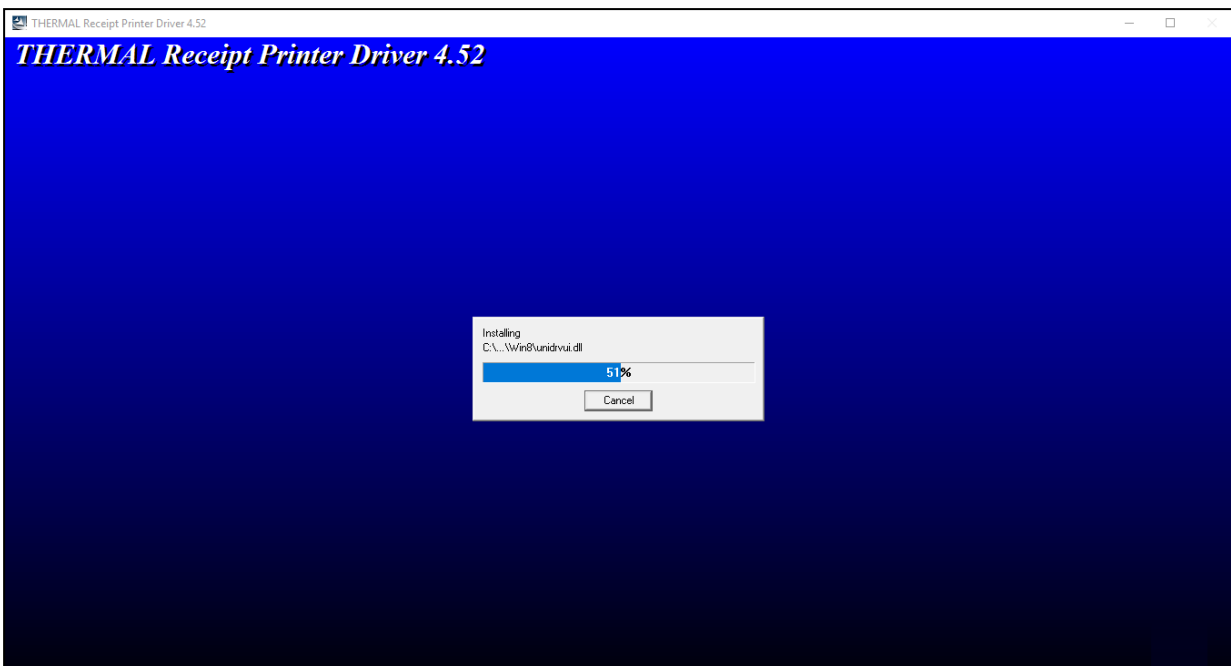 THERMAL Receipt Printer Driver 4.52
THERMAL Receipt Printer Driver 4.52
Installing
C:\...\Win8\unidrvui.dll
51%
Cancel